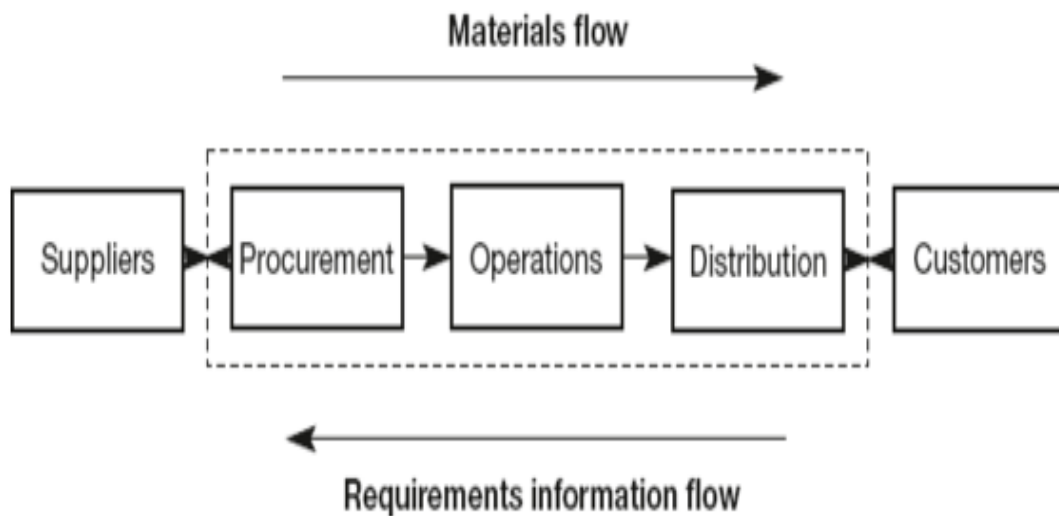 Materials flow
Suppliers
Procurement
Operations
Distribution
Customers
Requirements information flow